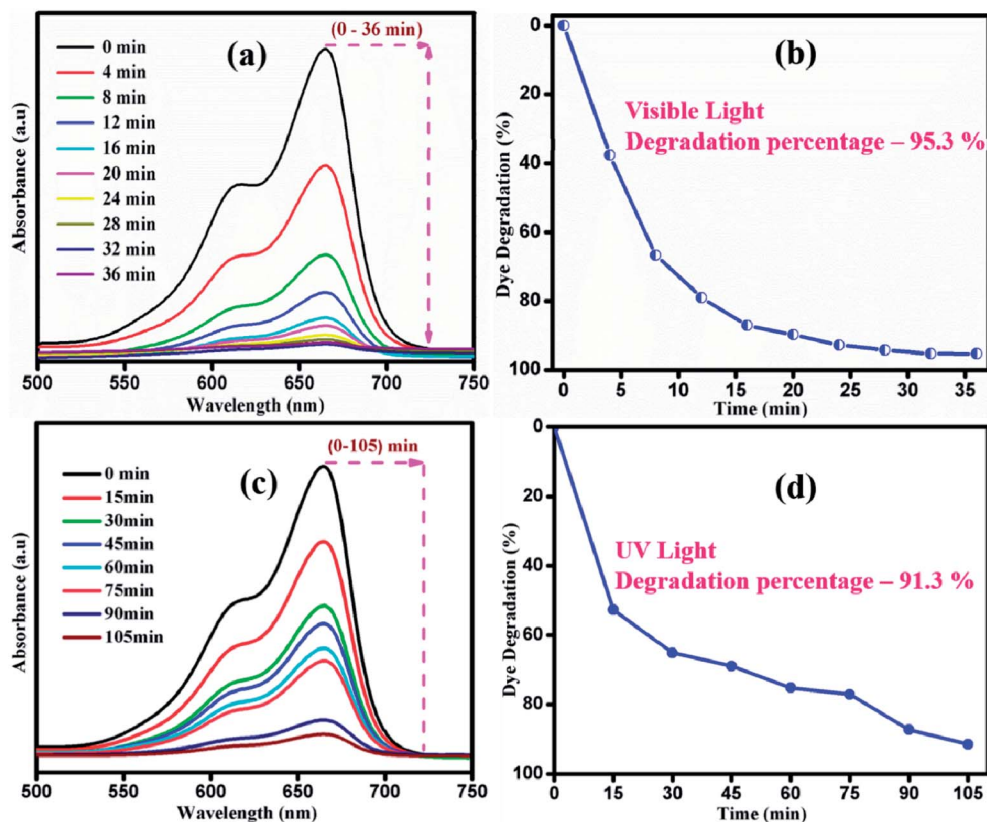 (a)
(0 - 36 min)
0 min
4 min
8 min
12 min
16 min
20 min
24 min
28 min
32 min
36 min
Absorbance (a.u)
500 550 600 650 700 750
Wavelength (nm)
(b)
Visible Light
Degradation percentage – 95.3 %
Dye Degradation (%)
0
20
40
60
80
100
0 5 10 15 20 25 30 35
Time (min)
(c)
(0-105) min
0 min
15min
30min
45min
60min
75min
90min
105min
Absorbance (a.u)
500 550 600 650 700 750
Wavelength (nm)
(d)
UV Light
Degradation percentage – 91.3 %
Dye Degradation (%)
0
20
40
60
80
100
0 15 30 45 60 75 90 105
Time (min)